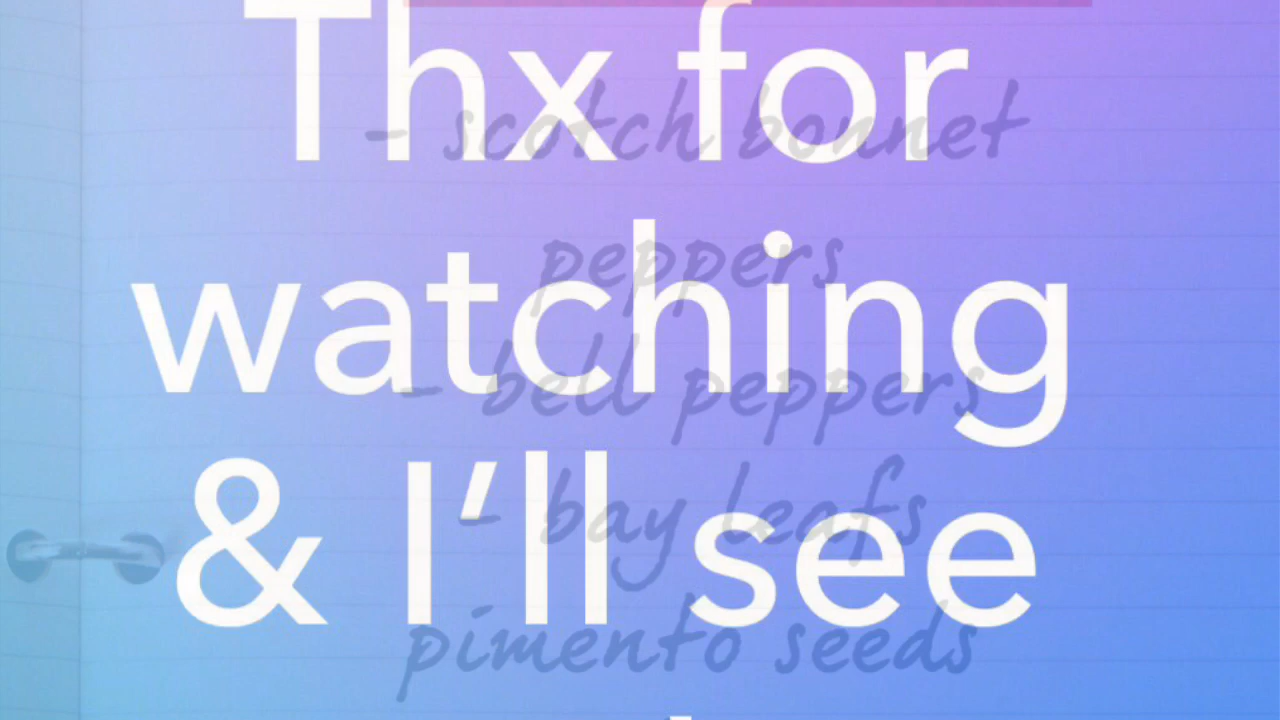 Thx for
- scotch bonnet
watching
peppers
- bell peppers
& I’ll see
- bay leafs
pimento seeds